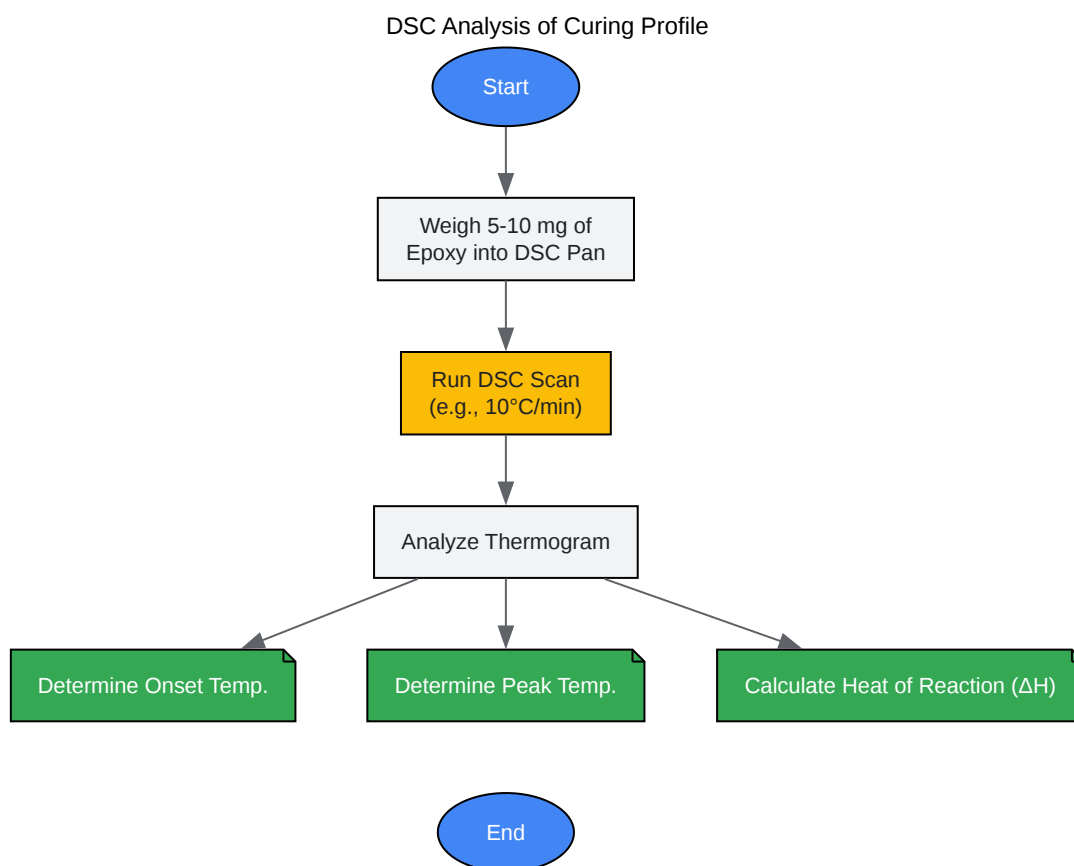 DSC Analysis of Curing Profile
Start
Weigh 5-10 mg of
Epoxy into DSC Pan
Run DSC Scan
(e.g., 10°C/min)
Analyze Thermogram
Determine Onset Temp.
Determine Peak Temp.
Calculate Heat of Reaction (ΔH)
End